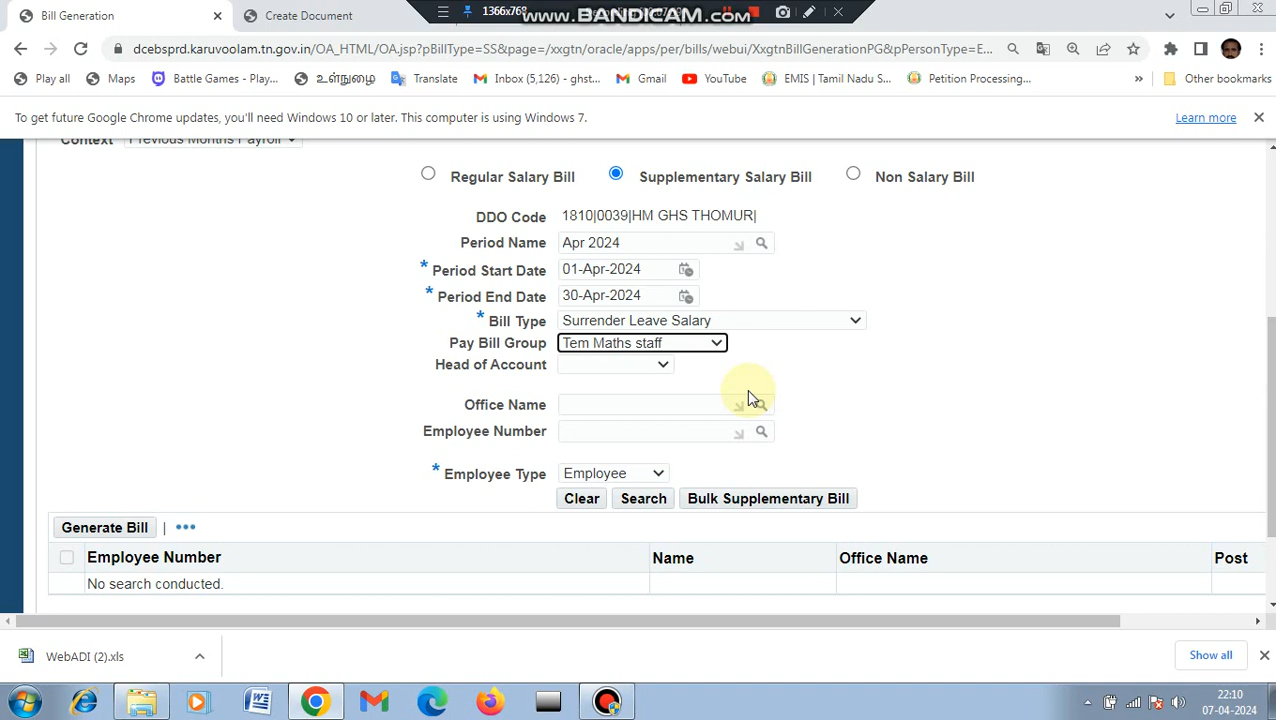 Bill Generation
Create Document
1366x768
www.BANDICAM.com
dcebsprd.karuvoolam.tn.gov.in/OA_HTML/OA.jsp?pBillType=SS&page=/xxgtn/oracle/apps/per/bills/webui/XxgtnBillGenerationPG&pPersonType=E...
Play all
Maps
Battle Games - Play...
உள்நுழை
Translate
Inbox (5,126) - ghst...
Gmail
YouTube
EMIS | Tamil Nadu S...
Petition Processing...
»
Other bookmarks
To get future Google Chrome updates, you'll need Windows 10 or later. This computer is using Windows 7.
Learn more
Context Previous Months Payroll
Regular Salary Bill
Supplementary Salary Bill
Non Salary Bill
DDO Code 1810|0039|HM GHS THOMUR|
Period Name Apr 2024
* Period Start Date 01-Apr-2024
* Period End Date 30-Apr-2024
* Bill Type Surrender Leave Salary
Pay Bill Group Tem Maths staff
Head of Account
Office Name
Employee Number
* Employee Type Employee
Clear Search Bulk Supplementary Bill
Generate Bill | •••
Employee Number Name Office Name Post
No search conducted.
WebADI (2).xls
Show all
22:10
07-04-2024